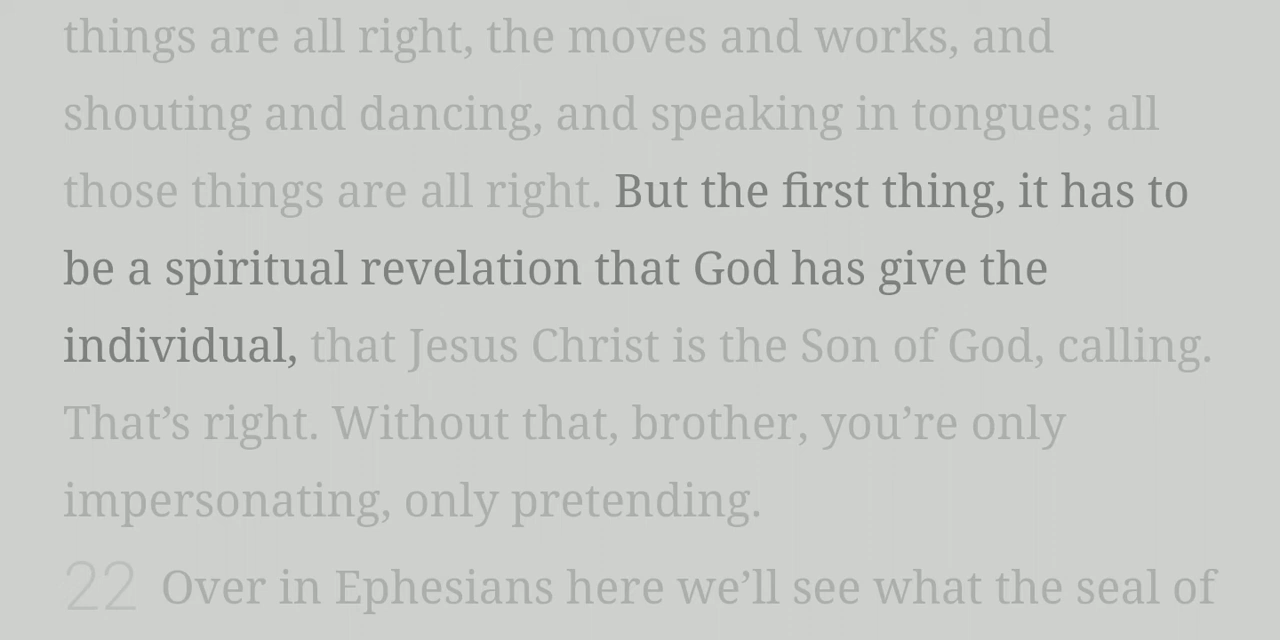 things are all right, the moves and works, and
shouting and dancing, and speaking in tongues; all
those things are all right. But the first thing, it has to
be a spiritual revelation that God has give the
individual, that Jesus Christ is the Son of God, calling.
That’s right. Without that, brother, you’re only
impersonating, only pretending.
22 Over in Ephesians here we’ll see what the seal of